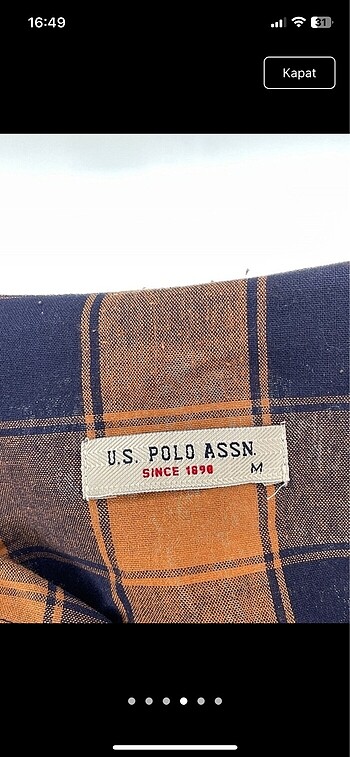 16:49
31
Kapat
U.S. POLO ASSN.
SINCE 1890
M